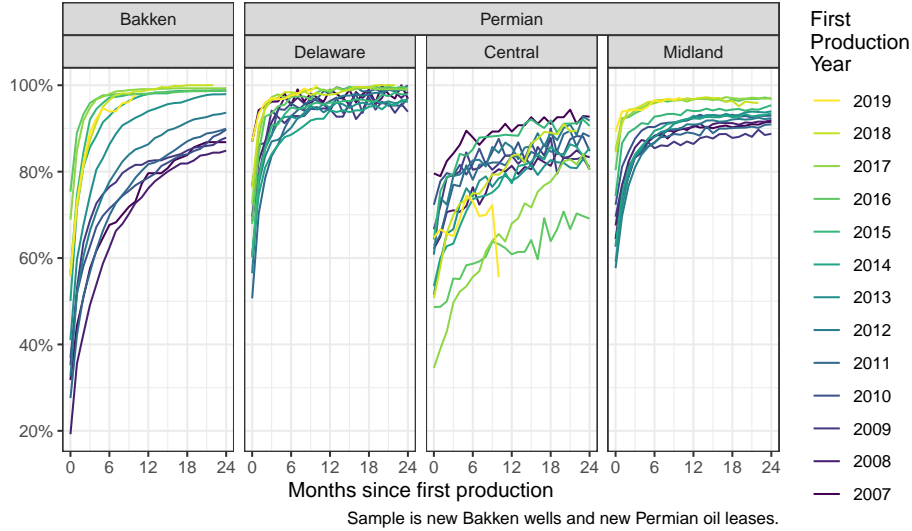 Bakken
Permian
Delaware
Central
Midland
100%
80%
60%
40%
20%
0 6 12 18 24
0 6 12 18 24
0 6 12 18 24
0 6 12 18 24
Months since first production
Sample is new Bakken wells and new Permian oil leases.
First
Production
Year
2019
2018
2017
2016
2015
2014
2013
2012
2011
2010
2009
2008
2007